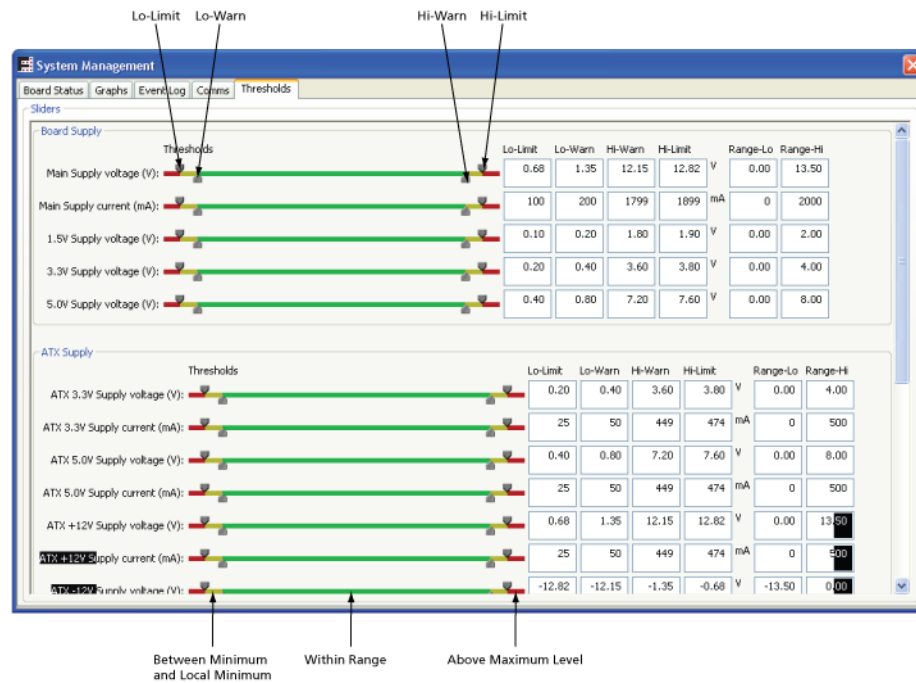 Lo-Limit Lo-Warn Hi-Warn Hi-Limit
System Management
Board Status Graphs Event Log Comms Thresholds
Sliders
Board Supply
Thresholds Lo-Limit Lo-Warn Hi-Warn Hi-Limit Range-Lo Range-Hi
Main Supply voltage (V): 0.68 1.35 12.15 12.82 V 0.00 13.50
Main Supply current (mA): 100 200 1799 1899 mA 0 2000
1.5V Supply voltage (V): 0.10 0.20 1.80 1.90 V 0.00 2.00
3.3V Supply voltage (V): 0.20 0.40 3.60 3.80 V 0.00 4.00
5.0V Supply voltage (V): 0.40 0.80 7.20 7.60 V 0.00 8.00
ATX Supply
Thresholds Lo-Limit Lo-Warn Hi-Warn Hi-Limit Range-Lo Range-Hi
ATX 3.3V Supply voltage (V): 0.20 0.40 3.60 3.80 V 0.00 4.00
ATX 3.3V Supply current (mA): 25 50 449 474 mA 0 500
ATX 5.0V Supply voltage (V): 0.40 0.80 7.20 7.60 V 0.00 8.00
ATX 5.0V Supply current (mA): 25 50 449 474 mA 0 500
ATX +12V Supply voltage (V): 0.68 1.35 12.15 12.82 V 0.00 13.50
ATX +12V Supply current (mA): 25 50 449 474 mA 0 500
ATX -12V Supply voltage (V): -12.82 -12.15 -1.35 -0.68 V -13.50 0.00
Between Minimum and Local Minimum
Within Range
Above Maximum Level